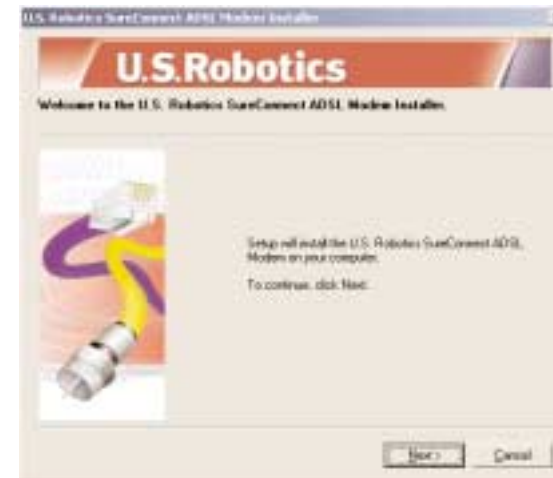 U.S. Robotics SureConnect ADSL Modem Installer
U.S.Robotics
Welcome to the U.S. Robotics SureConnect ADSL Modem Installer.
Setup will install the U.S. Robotics SureConnect ADSL
Modem on your computer.
To continue, click Next.
Next >
Cancel